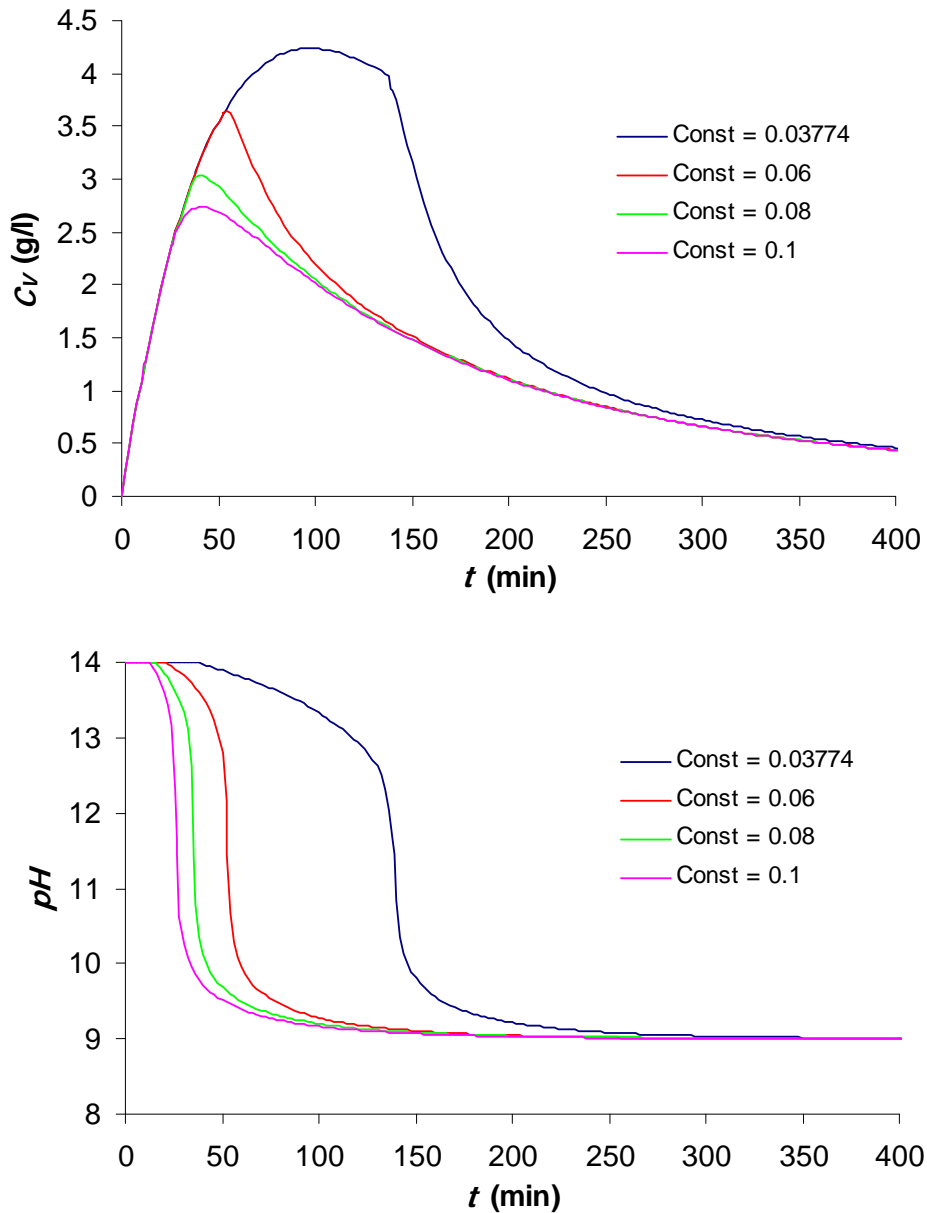 4.5
4
3.5
3
2.5
2
1.5
1
0.5
0
Cv (g/l)
Const = 0.03774
Const = 0.06
Const = 0.08
Const = 0.1
0 50 100 150 200 250 300 350 400
t (min)
14
13
12
11
10
9
8
pH
Const = 0.03774
Const = 0.06
Const = 0.08
Const = 0.1
0 50 100 150 200 250 300 350 400
t (min)